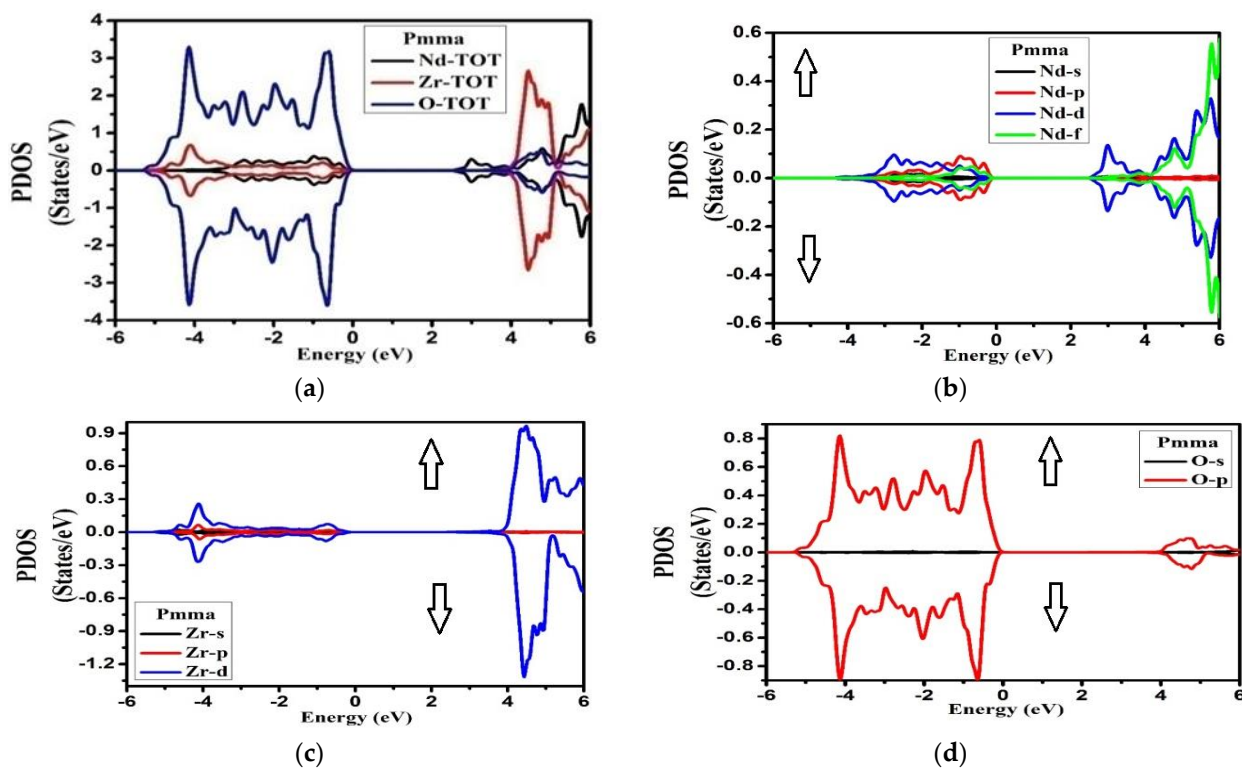 4
3
2
1
0
-1
-2
-3
-4
PDOS
(States/eV)
Pmma
Nd-TOT
Zr-TOT
O-TOT
-6 -4 -2 0 2 4 6
Energy (eV)
(a)
0.6
0.4
0.2
0.0
-0.2
-0.4
-0.6
PDOS
(States/eV)
Pmma
Nd-s
Nd-p
Nd-d
Nd-f
-6 -4 -2 0 2 4 6
Energy (eV)
(b)
0.9
0.6
0.3
0.0
-0.3
-0.6
-0.9
-1.2
PDOS
(States/eV)
Pmma
Zr-s
Zr-p
Zr-d
-6 -4 -2 0 2 4 6
Energy (eV)
(c)
0.8
0.6
0.4
0.2
0.0
-0.2
-0.4
-0.6
-0.8
PDOS
(States/eV)
Pmma
O-s
O-p
-6 -4 -2 0 2 4 6
Energy (eV)
(d)